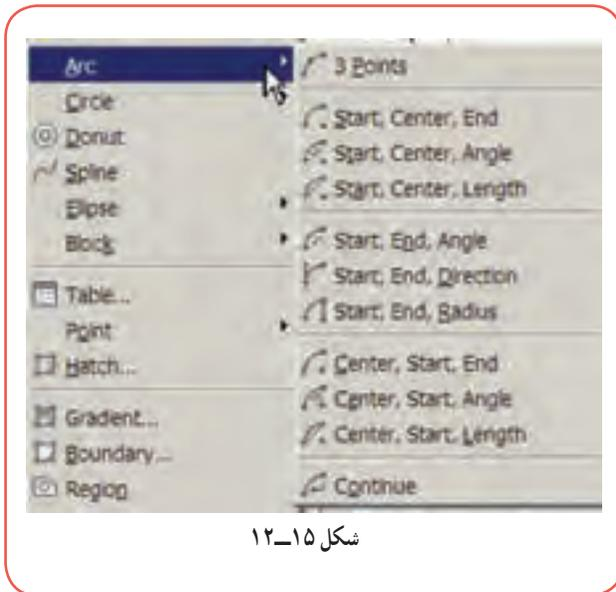 Arc
Circle
Donut
Spline
Ellipse
Block
Table...
Point
Hatch...
Gradient...
Boundary...
Region
3 Points
Start, Center, End
Start, Center, Angle
Start, Center, Length
Start, End, Angle
Start, End, Direction
Start, End, Radius
Center, Start, End
Center, Start, Angle
Center, Start, Length
Continue
شکل ۱۵ــ۱۲